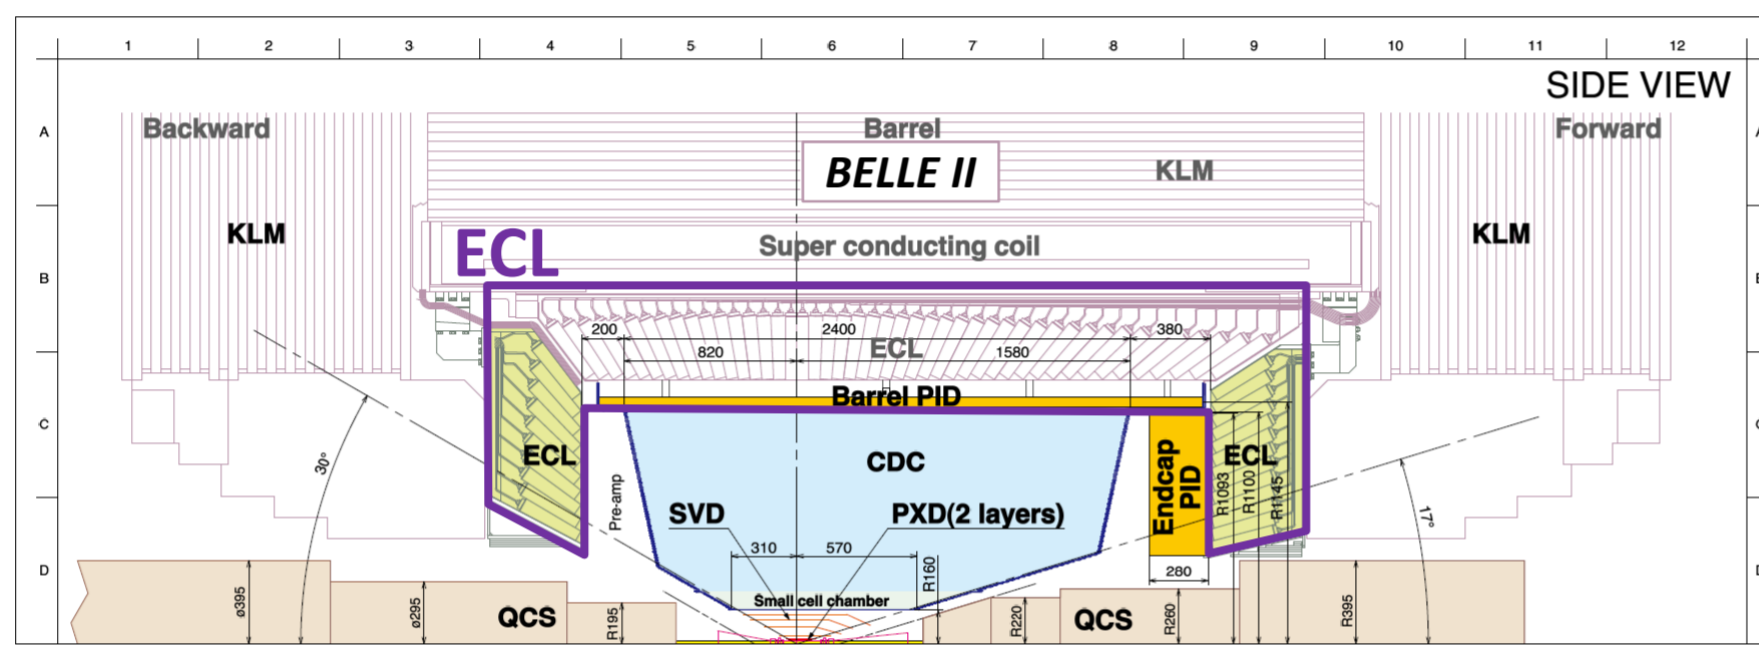 1 2 3 4 5 6 7 8 9 10 11 12
SIDE VIEW
A
Backward
Barrel
Forward
BELLE II
KLM
KLM
KLM
ECL
Super conducting coil
B
200 2400 380
820 ECL 1580
Barrel PID
C
ECL
CDC
Endcap PID
ECL
R1093
R1100
R1145
30°
17°
Pre-amp
SVD
PXD(2 layers)
310 570
R160
280
D
Small cell chamber
ø395
ø295
QCS
R195
R220
QCS
R260
R395